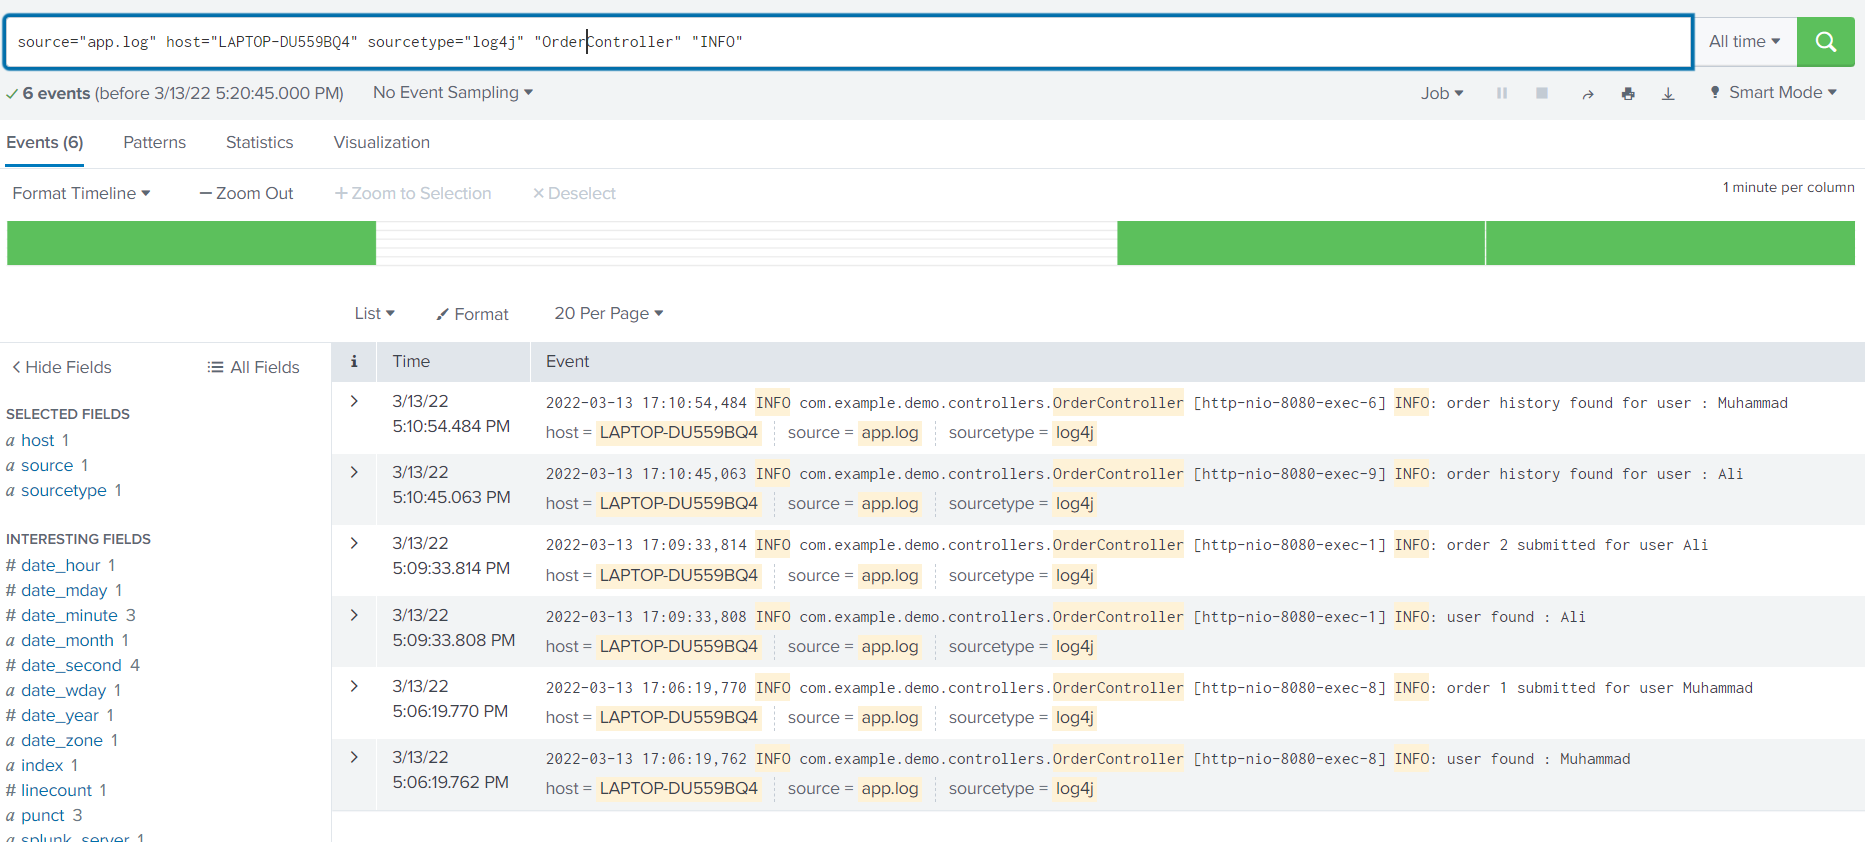 source="app.log" host="LAPTOP-DU559BQ4" sourcetype="log4j" "OrderController" "INFO"
All time
6 events (before 3/13/22 5:20:45.000 PM)
No Event Sampling
Job
Smart Mode
Events (6)
Patterns
Statistics
Visualization
Format Timeline
— Zoom Out
+ Zoom to Selection
× Deselect
1 minute per column
List
Format
20 Per Page
< Hide Fields
All Fields
i
Time
Event
SELECTED FIELDS
a host 1
a source 1
a sourcetype 1
INTERESTING FIELDS
# date_hour 1
# date_mday 1
# date_minute 3
a date_month 1
# date_second 4
a date_wday 1
# date_year 1
a date_zone 1
a index 1
# linecount 1
a punct 3
a splunk_server 1
> 3/13/22
5:10:54.484 PM
2022-03-13 17:10:54,484 INFO com.example.demo.controllers.OrderController [http-nio-8080-exec-6] INFO: order history found for user : Muhammad
host = LAPTOP-DU559BQ4 source = app.log sourcetype = log4j
> 3/13/22
5:10:45.063 PM
2022-03-13 17:10:45,063 INFO com.example.demo.controllers.OrderController [http-nio-8080-exec-9] INFO: order history found for user : Ali
host = LAPTOP-DU559BQ4 source = app.log sourcetype = log4j
> 3/13/22
5:09:33.814 PM
2022-03-13 17:09:33,814 INFO com.example.demo.controllers.OrderController [http-nio-8080-exec-1] INFO: order 2 submitted for user Ali
host = LAPTOP-DU559BQ4 source = app.log sourcetype = log4j
> 3/13/22
5:09:33.808 PM
2022-03-13 17:09:33,808 INFO com.example.demo.controllers.OrderController [http-nio-8080-exec-1] INFO: user found : Ali
host = LAPTOP-DU559BQ4 source = app.log sourcetype = log4j
> 3/13/22
5:06:19.770 PM
2022-03-13 17:06:19,770 INFO com.example.demo.controllers.OrderController [http-nio-8080-exec-8] INFO: order 1 submitted for user Muhammad
host = LAPTOP-DU559BQ4 source = app.log sourcetype = log4j
> 3/13/22
5:06:19.762 PM
2022-03-13 17:06:19,762 INFO com.example.demo.controllers.OrderController [http-nio-8080-exec-8] INFO: user found : Muhammad
host = LAPTOP-DU559BQ4 source = app.log sourcetype = log4j